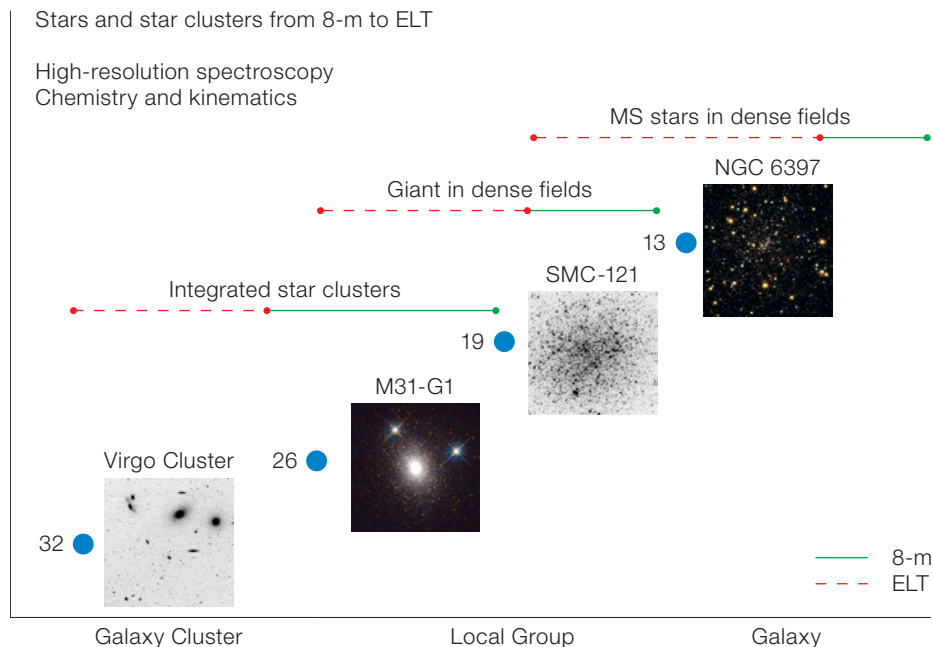 Stars and star clusters from 8-m to ELT
High-resolution spectroscopy
Chemistry and kinematics
MS stars in dense fields
NGC 6397
Giant in dense fields
13
SMC-121
Integrated star clusters
19
M31-G1
Virgo Cluster
26
32
8-m
ELT
Galaxy Cluster
Local Group
Galaxy